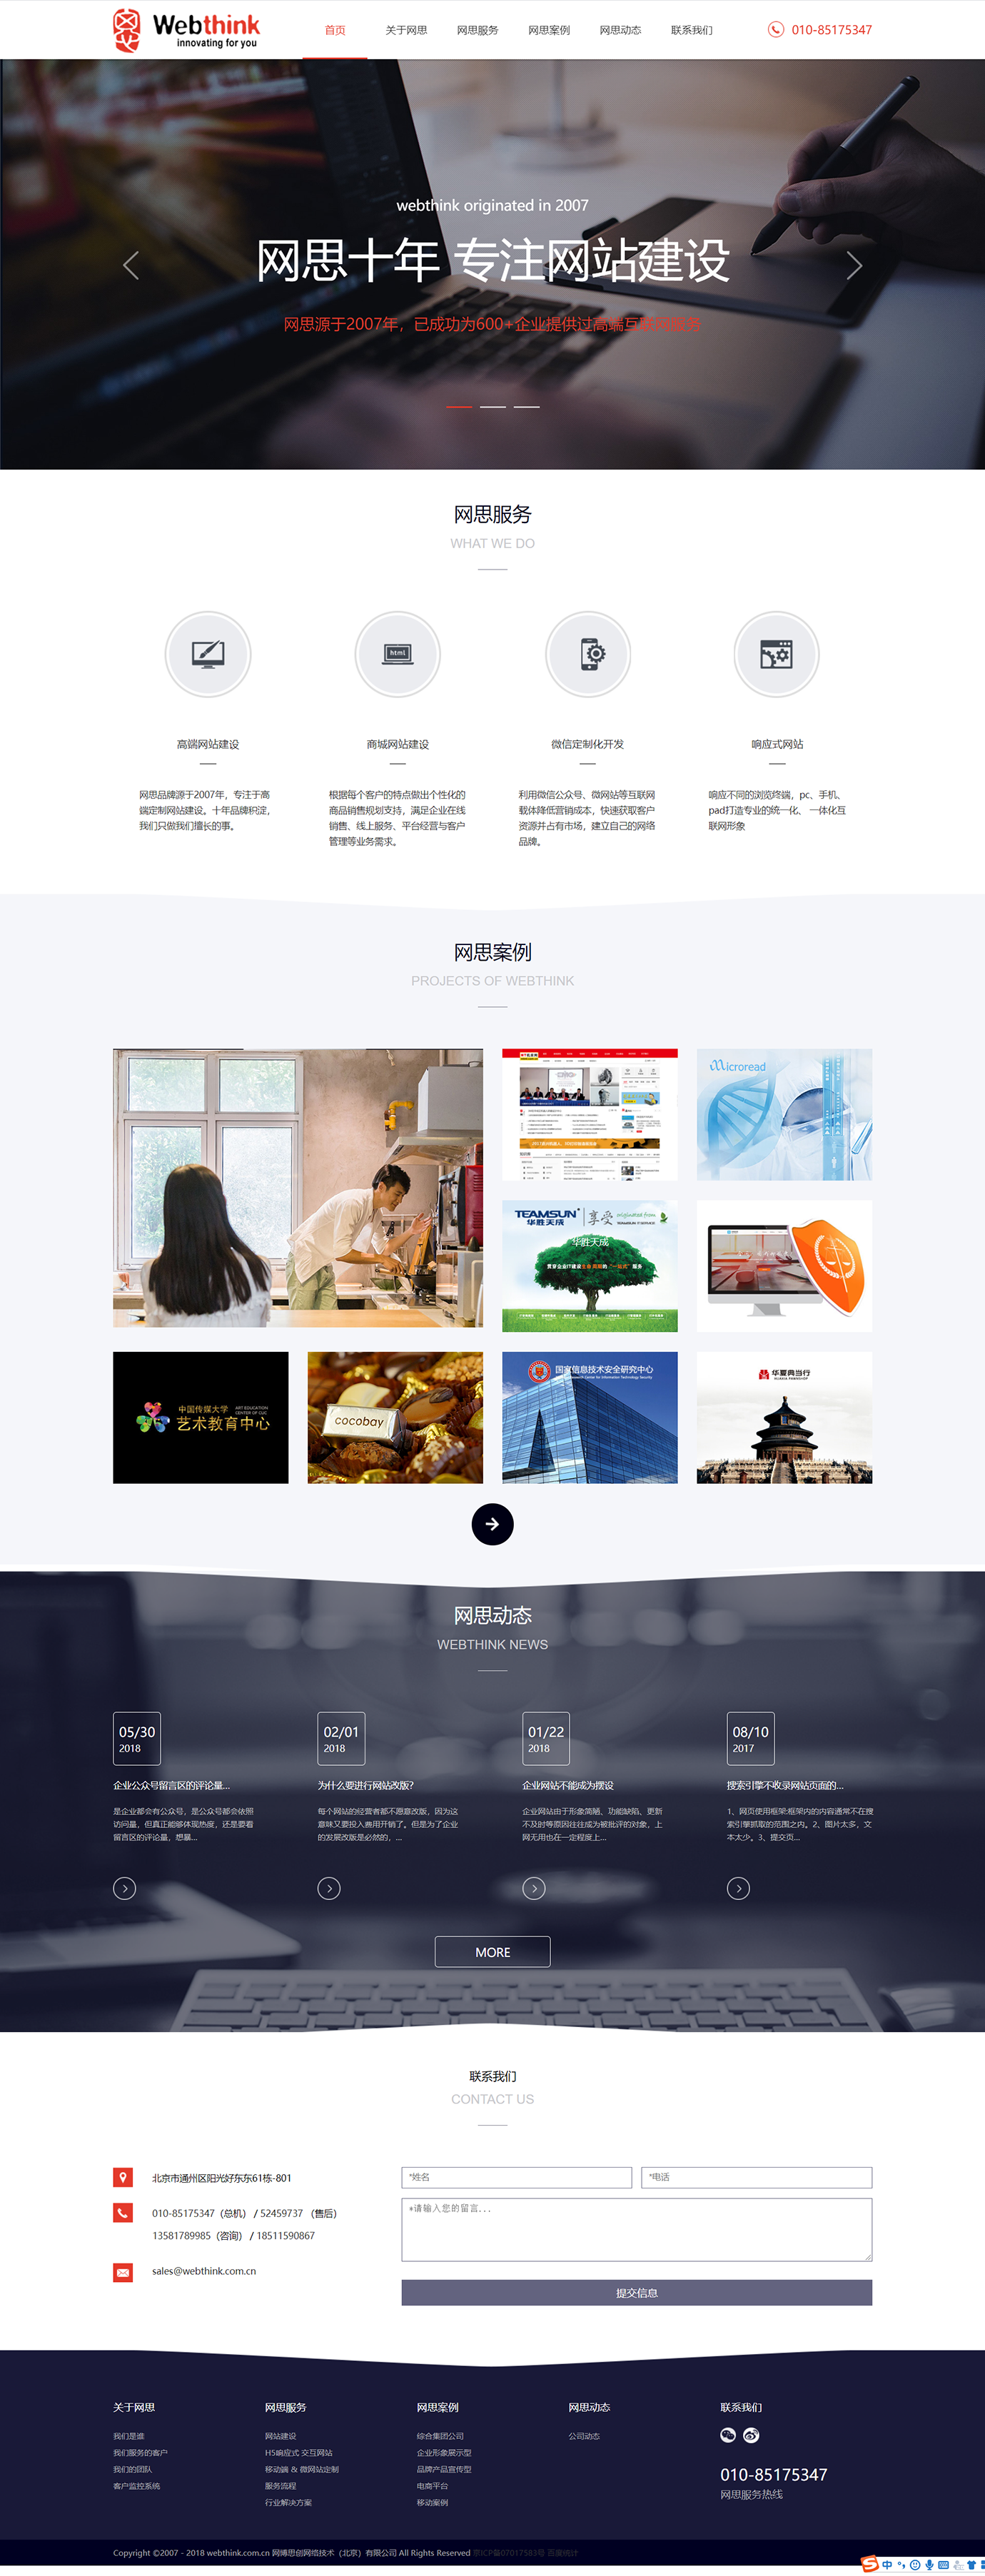 Webthink
innovating for you
首页 关于网思 网思服务 网思案例 网思动态 联系我们 010-85175347
webthink originated in 2007
网思十年 专注网站建设
网思源于2007年，已成功为600+企业提供过高端互联网服务
网思服务
WHAT WE DO
html
高端网站建设 商城网站建设 微信定制化开发 响应式网站
网思品牌源于2007年，专注于高
端定制网站建设。十年品牌积淀，
我们只做我们擅长的事。
根据每个客户的特点做出个性化的
商品销售规划支持，满足企业在线
销售、线上服务、平台经营与客户
管理等业务需求。
利用微信公众号、微网站等互联网
载体降低营销成本，快速获取客户
资源并占有市场，建立自己的网络
品牌。
响应不同的浏览终端，pc、手机、
pad打造专业的统一化、一体化互
联网形象
网思案例
PROJECTS OF WEBTHINK
Microread
TEAMSUN 华胜天成
享受
originated from
TEAMSUN IT SERVICE
华胜天成
贯穿企业IT建设生命周期的“一站式”服务
中国传媒大学
艺术教育中心
ART EDUCATION
CENTER OF CUC
cocobay
国家信息技术安全研究中心
Research Center for Information Technology Security
华夏典当行
HUAXIA PAWNSHOP
网思动态
WEBTHINK NEWS
05/30
2018
企业公众号留言区的评论量...
是企业都会有公众号，是公众号都会依照
访问量，但真正能够体现热度，还是要看
留言区的评论量，想暴...
02/01
2018
为什么要进行网站改版?
每个网站的经营者都不愿意改版，因为这
意味又要投入费用开销了。但是为了企业
的发展改版是必然的，...
01/22
2018
企业网站不能成为摆设
企业网站由于形象简陋、功能缺陷、更新
不及时等原因往往成为被批评的对象，上
网无用也在一定程度上...
08/10
2017
搜索引擎不收录网站页面的...
1、网页使用框架:框架内的内容通常不在搜
索引擎抓取的范围之内。2、图片太多，文
本太少。3、提交页...
MORE
联系我们
CONTACT US
北京市通州区阳光好东东61栋-801
010-85175347（总机） / 52459737 （售后）
13581789985（咨询） / 18511590867
sales@webthink.com.cn
*姓名
*电话
*请输入您的留言...
提交信息
关于网思
我们是谁
我们服务的客户
我们的团队
客户监控系统
网思服务
网站建设
H5响应式 交互网站
移动端 & 微网站定制
服务流程
行业解决方案
网思案例
综合集团公司
企业形象展示型
品牌产品宣传型
电商平台
移动案例
网思动态
公司动态
联系我们
010-85175347
网思服务热线
Copyright ©2007 - 2018 webthink.com.cn 网博思创网络技术（北京）有限公司 All Rights Reserved 京ICP备07017583号 百度统计
中